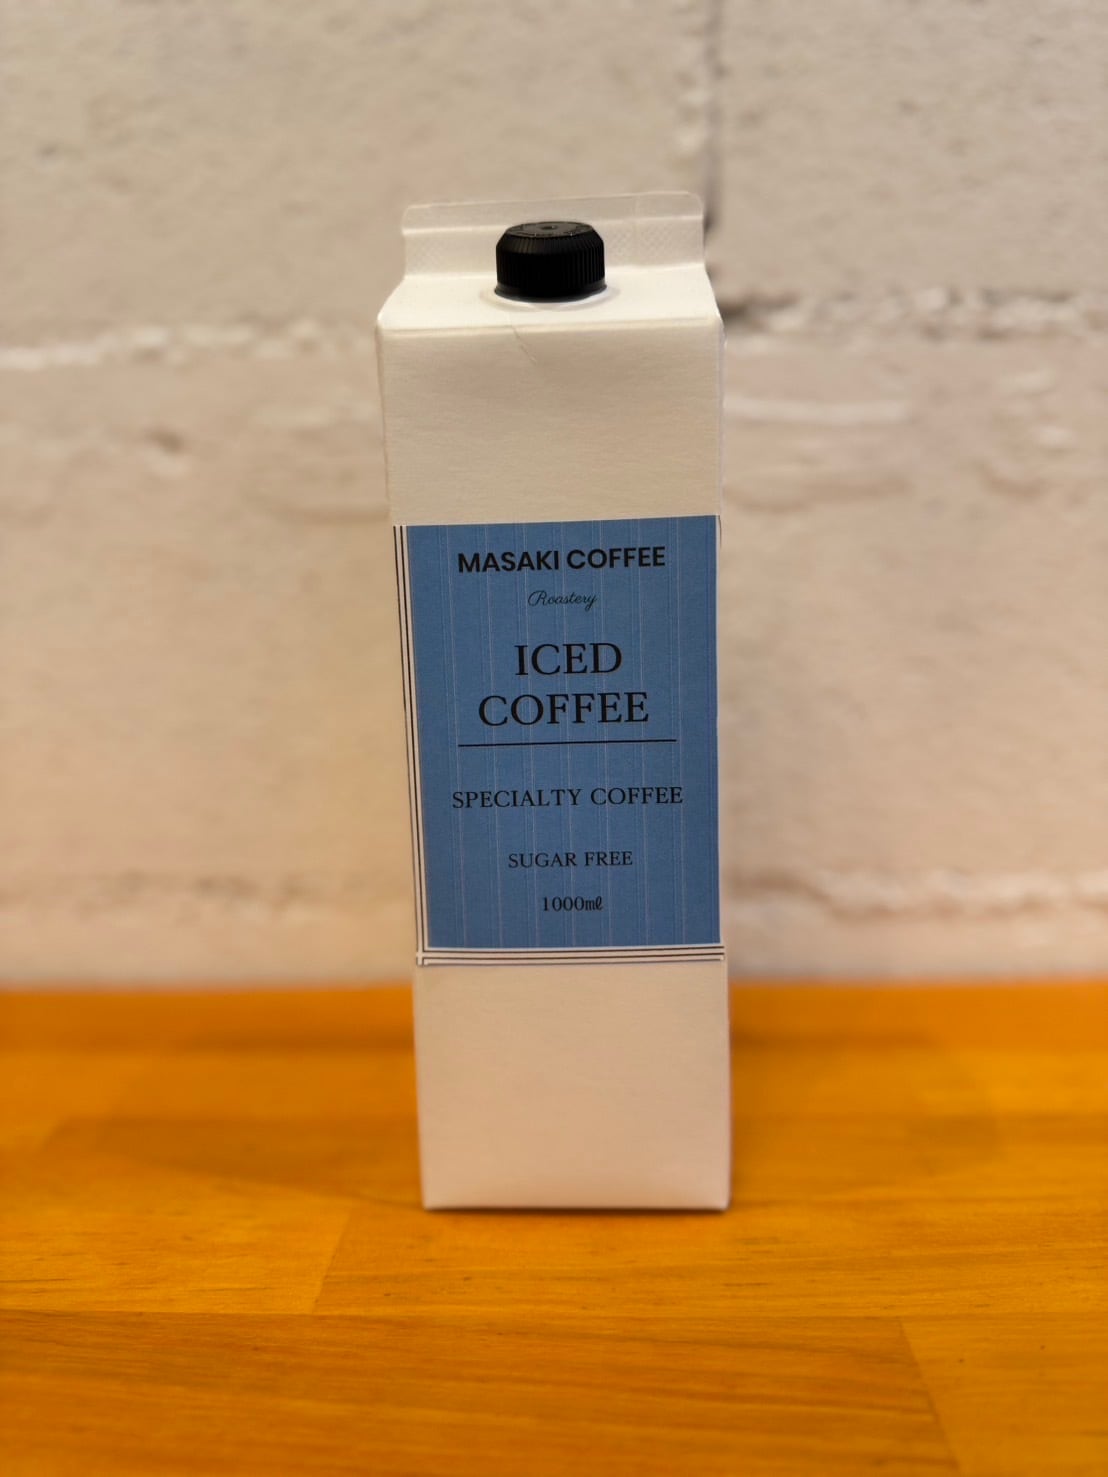 MASAKI COFFEE
Roastery
ICED
COFFEE
SPECIALTY COFFEE
SUGAR FREE
1000㎖